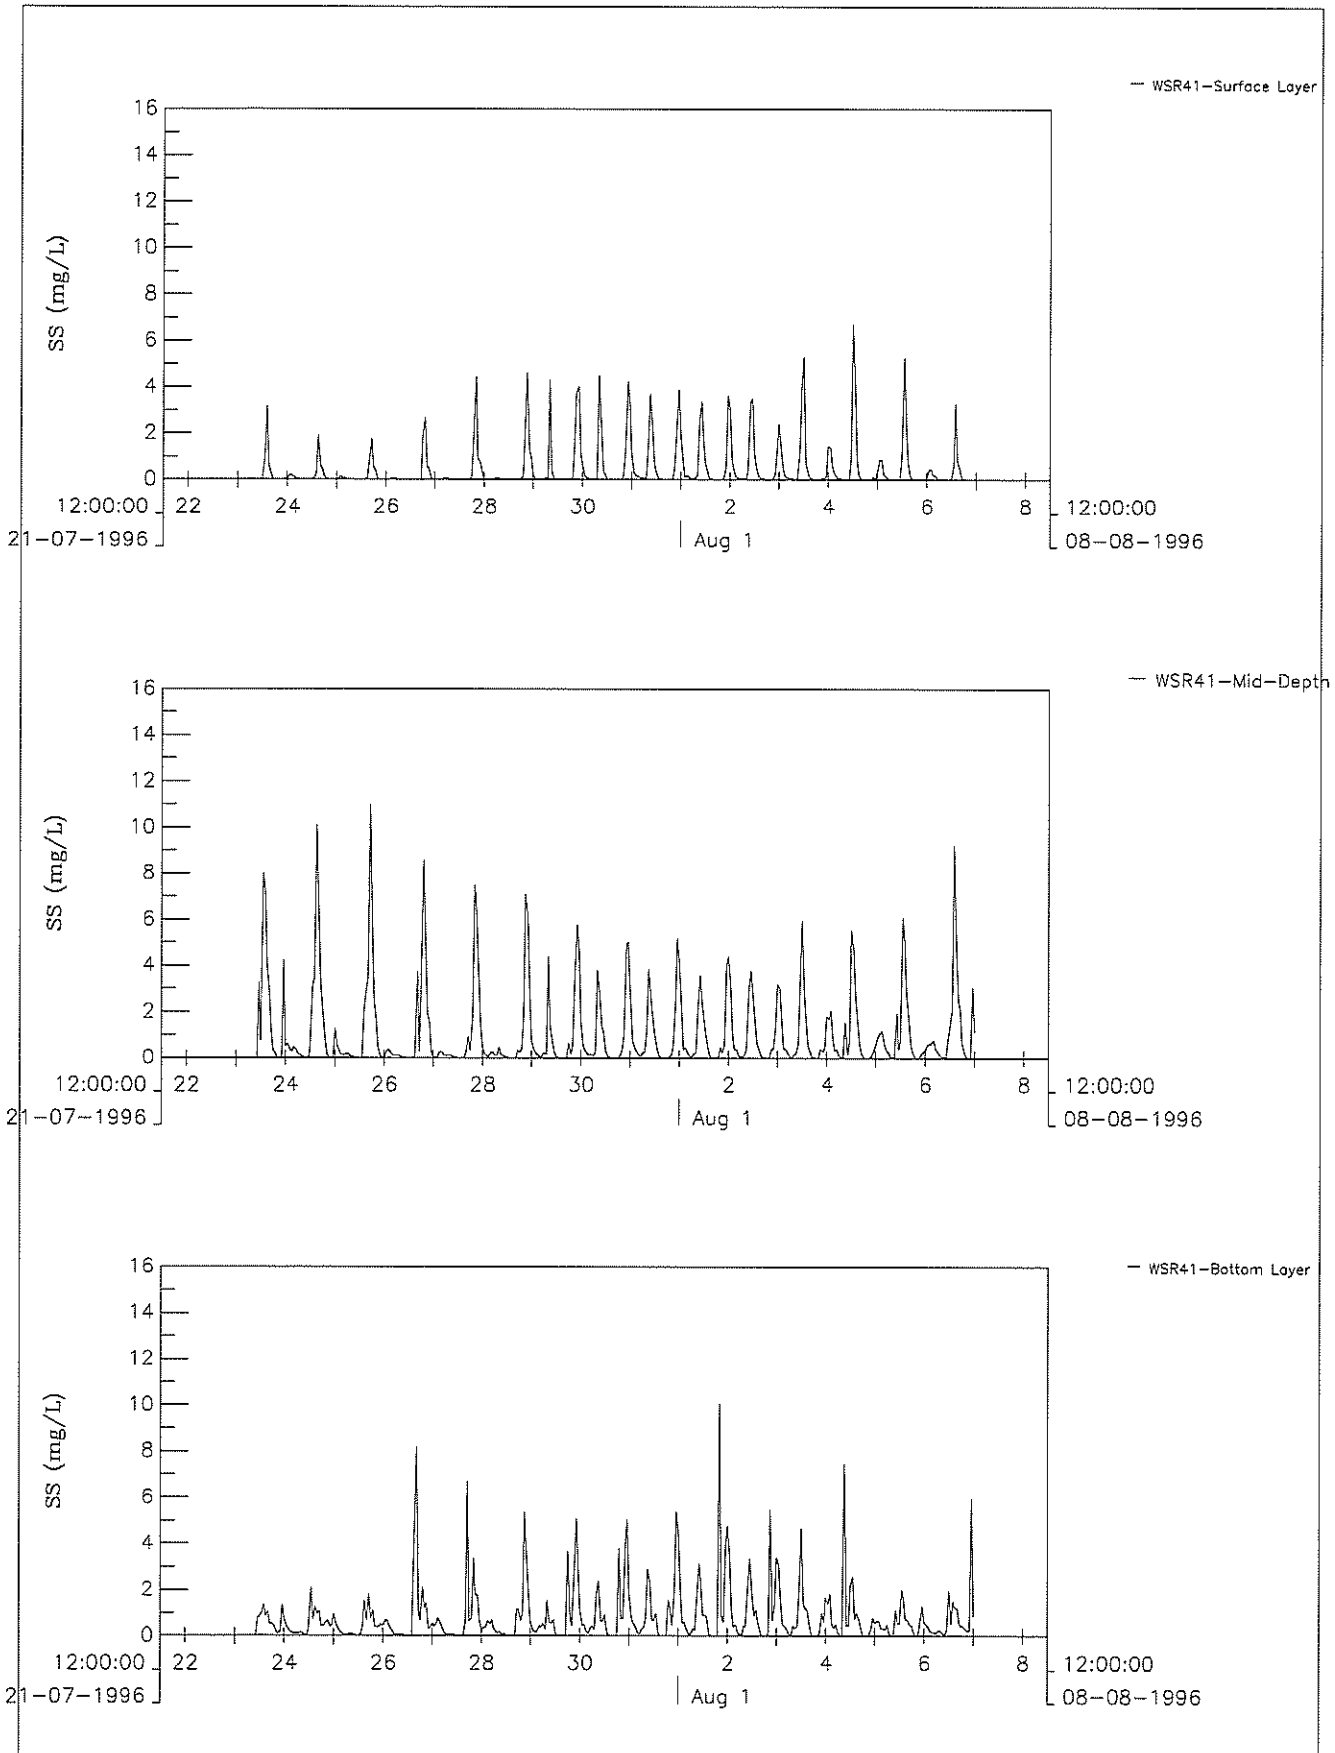 — WSR41-Surface Layer
16
14
12
10
8
6
4
2
0
SS (mg/L)
12:00:00 22 24 26 28 30 2 4 6 8 12:00:00
21-07-1996 Aug 1 08-08-1996
— WSR41-Mid-Depth
16
14
12
10
8
6
4
2
0
SS (mg/L)
12:00:00 22 24 26 28 30 2 4 6 8 12:00:00
21-07-1996 Aug 1 08-08-1996
— WSR41-Bottom Layer
16
14
12
10
8
6
4
2
0
SS (mg/L)
12:00:00 22 24 26 28 30 2 4 6 8 12:00:00
21-07-1996 Aug 1 08-08-1996